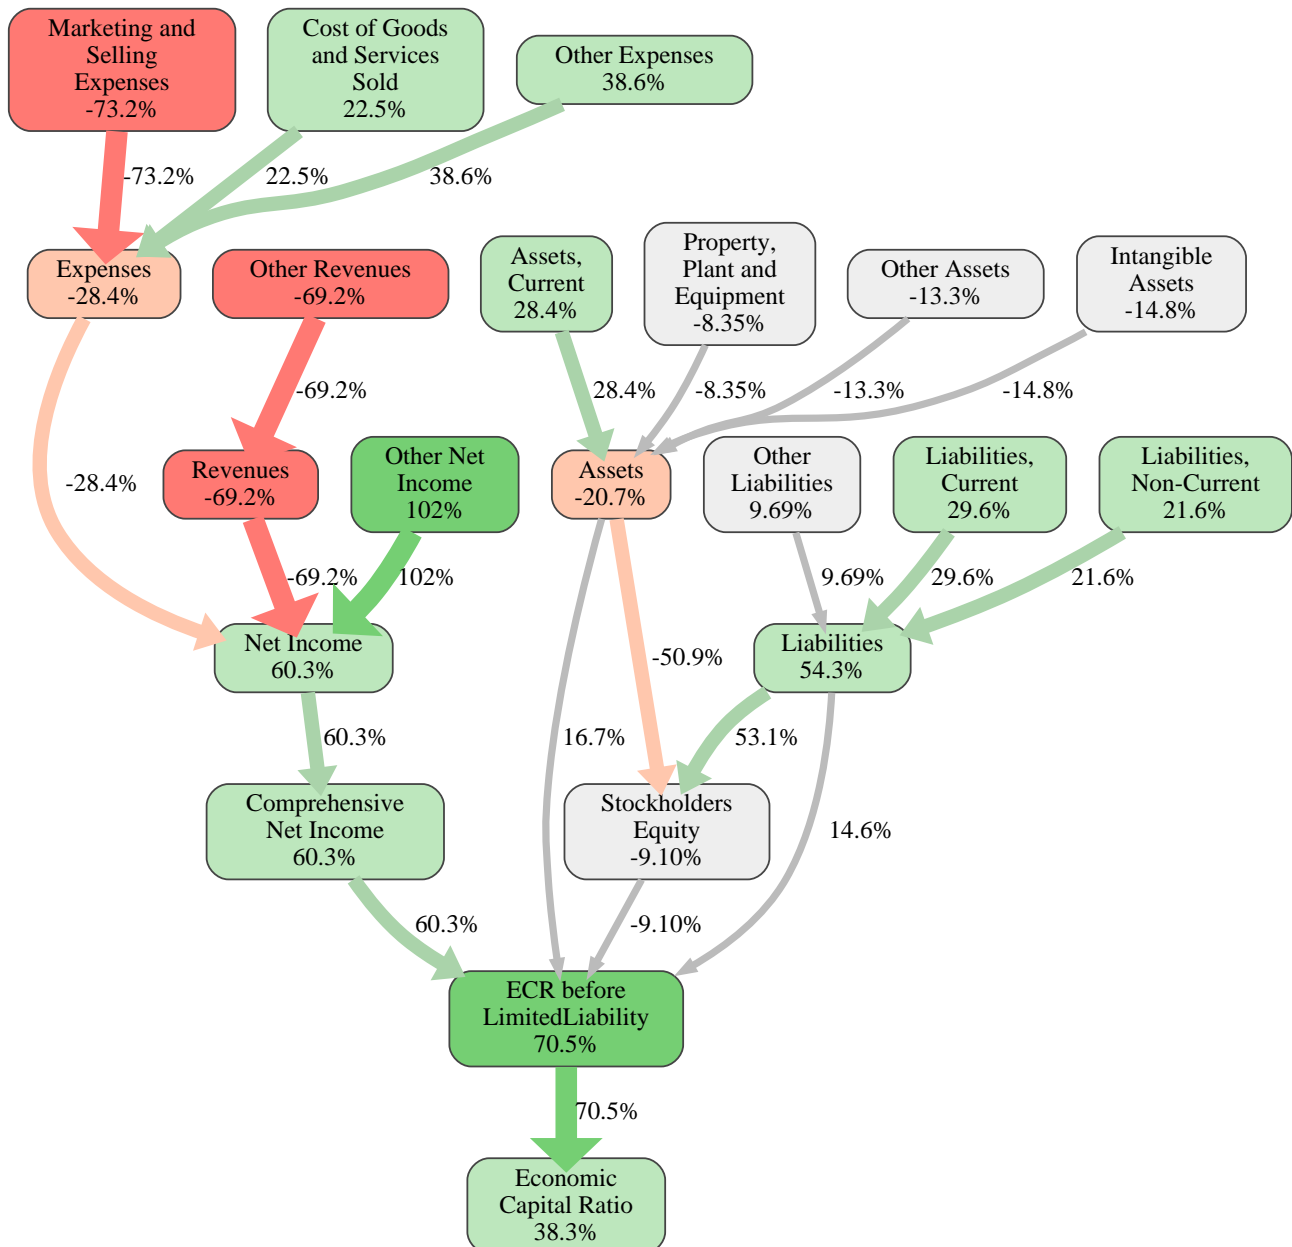 Marketing and
Selling
Expenses
-73.2%
Cost of Goods
and Services
Sold
22.5%
Other Expenses
38.6%
-73.2%
22.5%
38.6%
Expenses
-28.4%
Other Revenues
-69.2%
Assets,
Current
28.4%
Property,
Plant and
Equipment
-8.35%
Other Assets
-13.3%
Intangible
Assets
-14.8%
-69.2%
28.4%
-8.35%
-13.3%
-14.8%
-28.4%
Revenues
-69.2%
Other Net
Income
102%
Assets
-20.7%
Other
Liabilities
9.69%
Liabilities,
Current
29.6%
Liabilities,
Non-Current
21.6%
-69.2%
102%
9.69%
29.6%
21.6%
Net Income
60.3%
-50.9%
Liabilities
54.3%
60.3%
16.7%
53.1%
Comprehensive
Net Income
60.3%
Stockholders
Equity
-9.10%
14.6%
60.3%
-9.10%
ECR before
LimitedLiability
70.5%
70.5%
Economic
Capital Ratio
38.3%